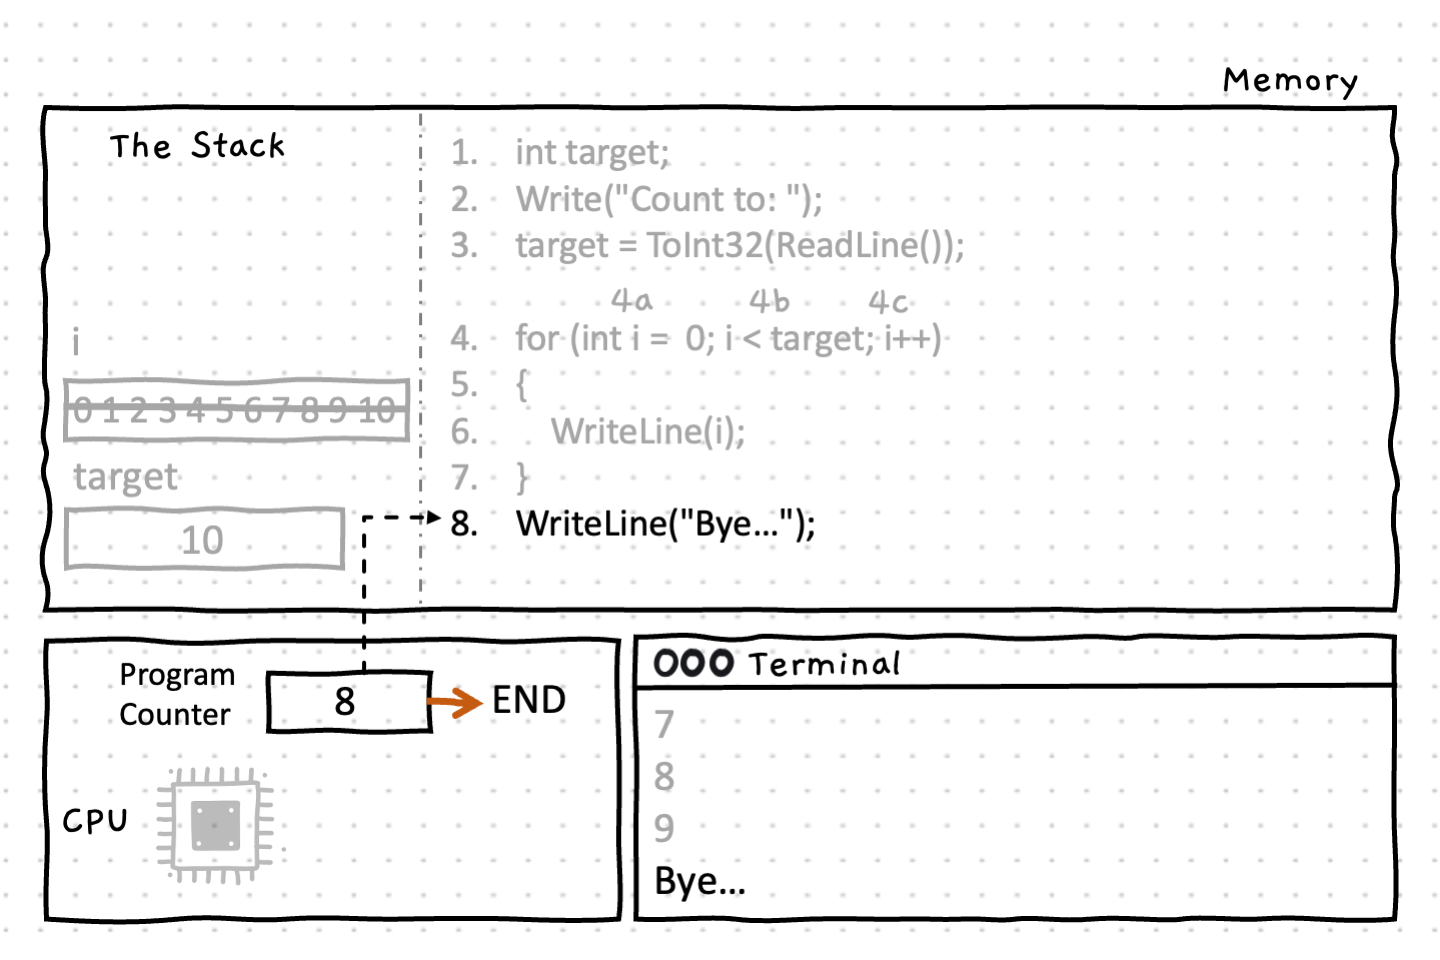 Memory
The Stack
1. int target;
2. Write("Count to: ");
3. target = ToInt32(ReadLine());
4a 4b 4c
4. for (int i = 0; i < target; i++)
5. {
6. WriteLine(i);
7. }
8. WriteLine("Bye...");
i
0 1 2 3 4 5 6 7 8 9 10
target
10
Program
Counter
8
END
CPU
Terminal
7
8
9
Bye...